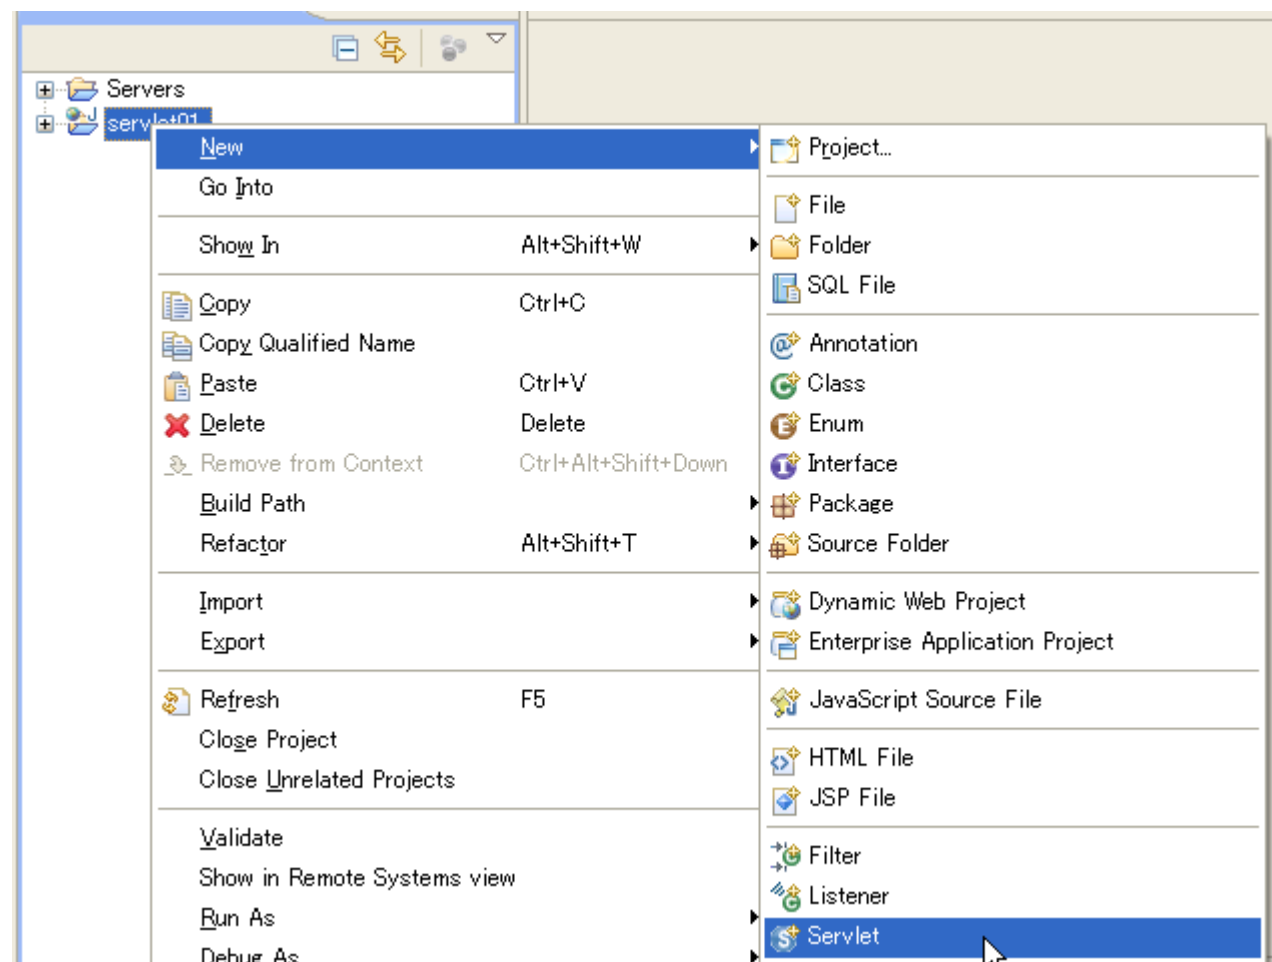 Servers
servlet01
New
Go Into
Show In Alt+Shift+W
Copy Ctrl+C
Copy Qualified Name
Paste Ctrl+V
Delete Delete
Remove from Context Ctrl+Alt+Shift+Down
Build Path
Refactor Alt+Shift+T
Import
Export
Refresh F5
Close Project
Close Unrelated Projects
Validate
Show in Remote Systems view
Run As
Debug As
Project...
File
Folder
SQL File
Annotation
Class
Enum
Interface
Package
Source Folder
Dynamic Web Project
Enterprise Application Project
JavaScript Source File
HTML File
JSP File
Filter
Listener
Servlet